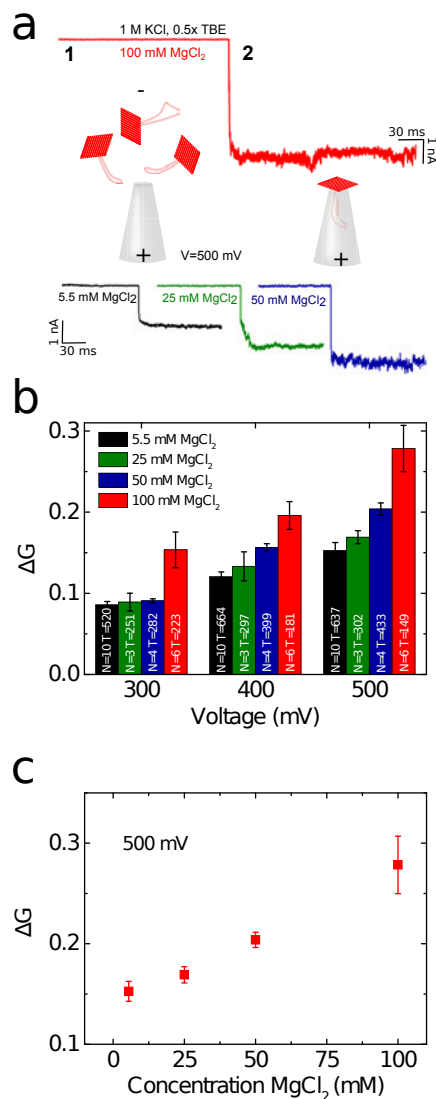 a
1 M KCl, 0.5x TBE
1
100 mM MgCl2
2
-
30 ms
1 nA
+
+
V=500 mV
5.5 mM MgCl2
25 mM MgCl2
50 mM MgCl2
1 nA
30 ms
b
0.3
0.2
0.1
0.0
ΔG
5.5 mM MgCl2
25 mM MgCl2
50 mM MgCl2
100 mM MgCl2
N=10 T=520
N=3 T=251
N=4 T=282
N=6 T=223
N=10 T=664
N=3 T=297
N=4 T=399
N=6 T=181
N=10 T=637
N=3 T=302
N=4 T=433
N=6 T=149
300
400
500
Voltage (mV)
c
500 mV
0.3
0.2
0.1
ΔG
0
25
50
75
100
Concentration MgCl2 (mM)